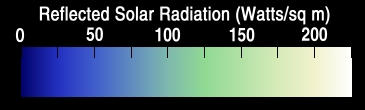 Reflected Solar Radiation (Watts/sq m)
0 50 100 150 200